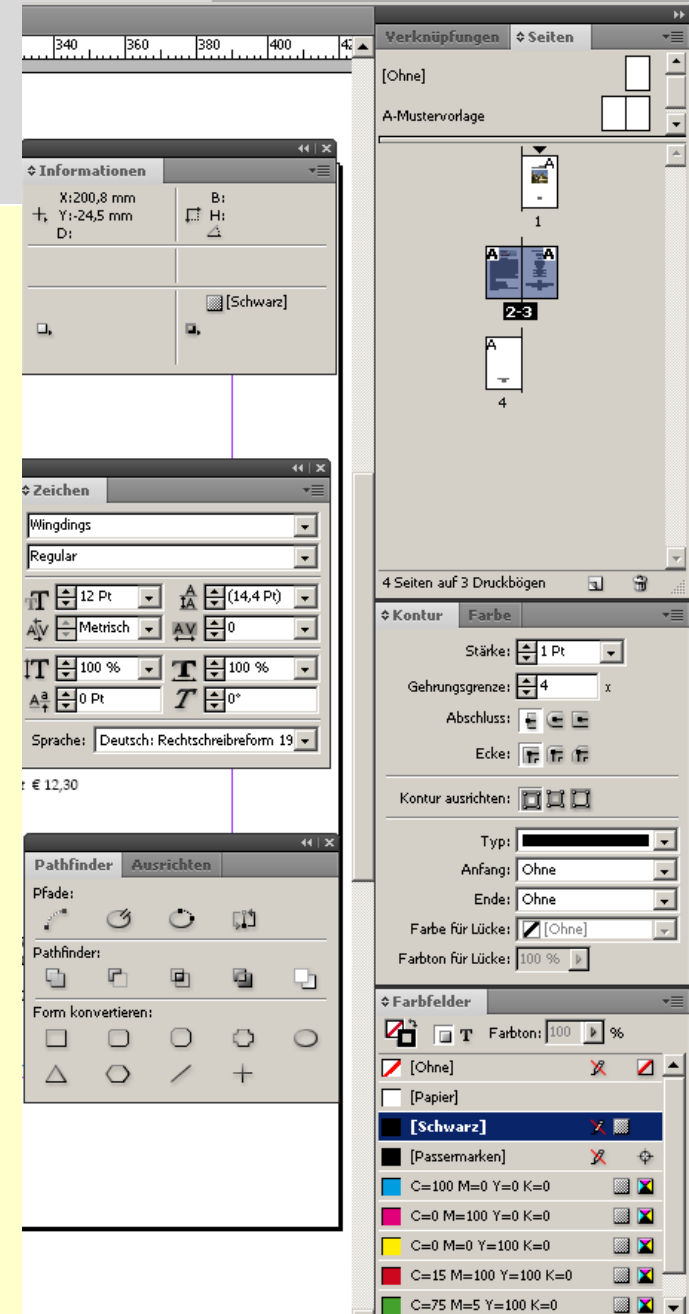 340 360 380 400 42
Informationen
X:200,8 mm B:
Y:-24,5 mm H:
D:
[Schwarz]
Zeichen
Wingdings
Regular
12 Pt (14,4 Pt)
Metrisch 0
100 % 100 %
0 Pt 0°
Sprache: Deutsch: Rechtschreibreform 19
€ 12,30
Pathfinder Ausrichten
Pfade:
Pathfinder:
Form konvertieren:
Verknüpfungen Seiten
[Ohne]
A-Mustervorlage
A
1
A A
2-3
A
4
4 Seiten auf 3 Druckbögen
Kontur Farbe
Stärke: 1 Pt
Gehrungsgrenze: 4 x
Abschluss:
Ecke:
Kontur ausrichten:
Typ:
Anfang: Ohne
Ende: Ohne
Farbe für Lücke: [Ohne]
Farbton für Lücke: 100 %
Farbfelder
T Farbton: 100 %
[Ohne]
[Papier]
[Schwarz]
[Passermarken]
C=100 M=0 Y=0 K=0
C=0 M=100 Y=0 K=0
C=0 M=0 Y=100 K=0
C=15 M=100 Y=100 K=0
C=75 M=5 Y=100 K=0